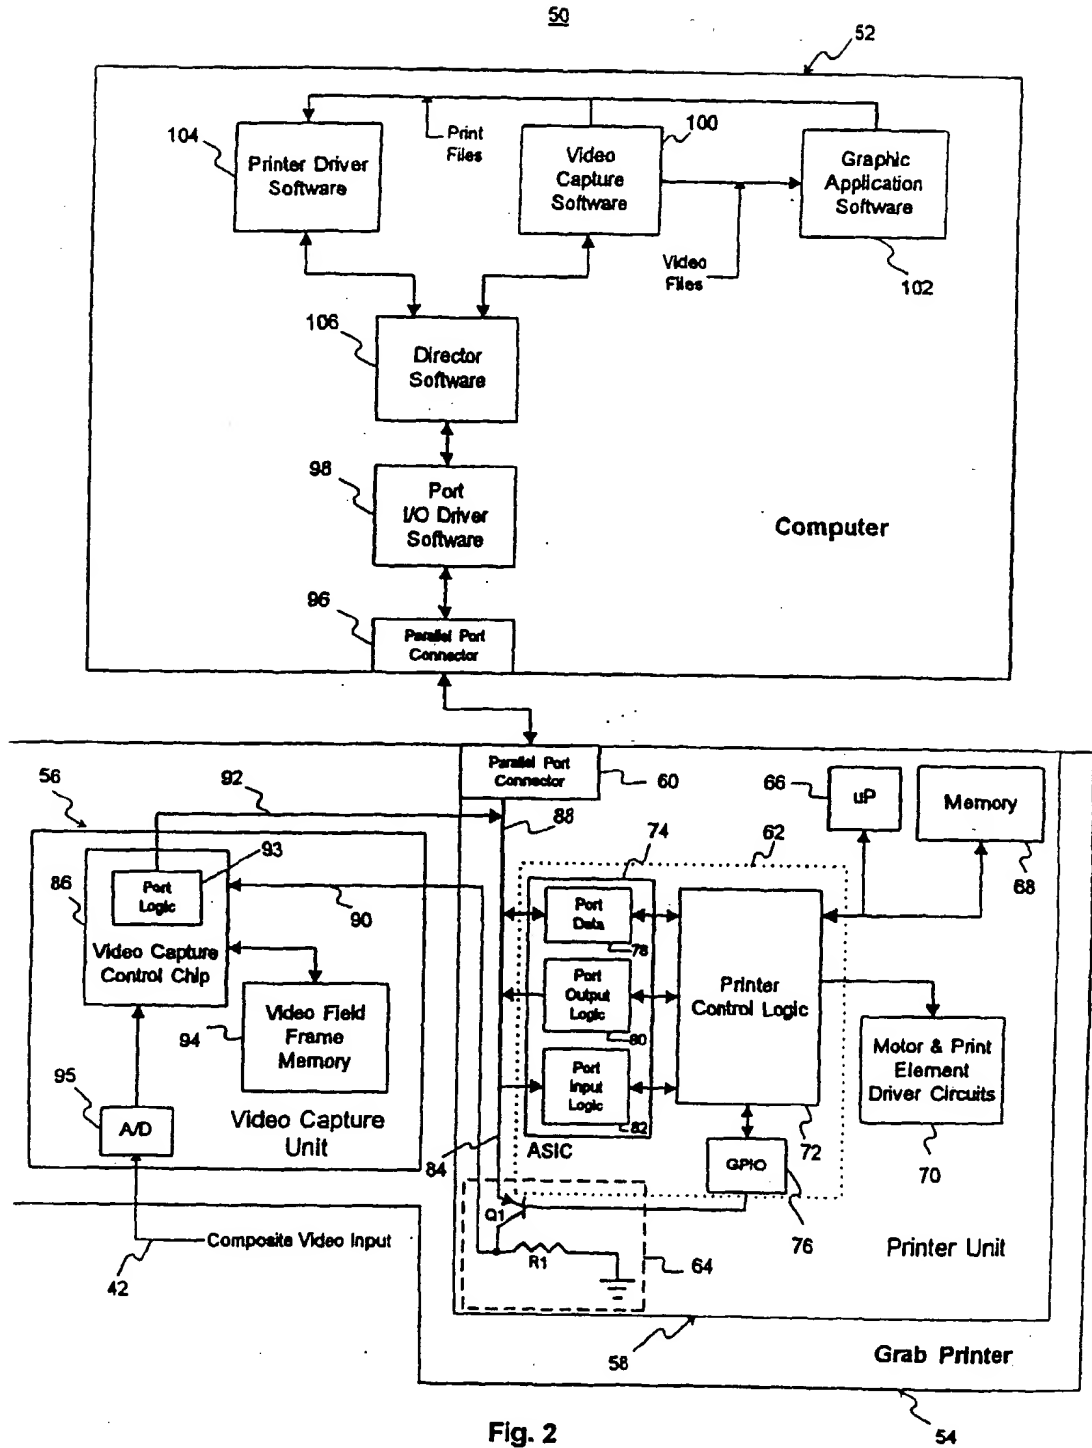 50
52
104
Printer Driver
Software
Print
Files
Video
Capture
Software
100
Graphic
Application
Software
Video
Files
102
106
Director
Software
98
Port
I/O Driver
Software
Computer
96
Parallel Port
Connector
56
92
Parallel Port
Connector
60
88
66
uP
Memory
68
86
Port
Logic
93
Video Capture
Control Chip
90
94
Video Field
Frame
Memory
95
A/D
Video Capture
Unit
74
62
Port
Data
78
Port
Output
Logic
80
Port
Input
Logic
82
ASIC
84
Printer
Control Logic
72
Motor & Print
Element
Driver Circuits
70
GPIO
76
Q1
R1
64
Printer Unit
Composite Video Input
42
58
Grab Printer
54
Fig. 2